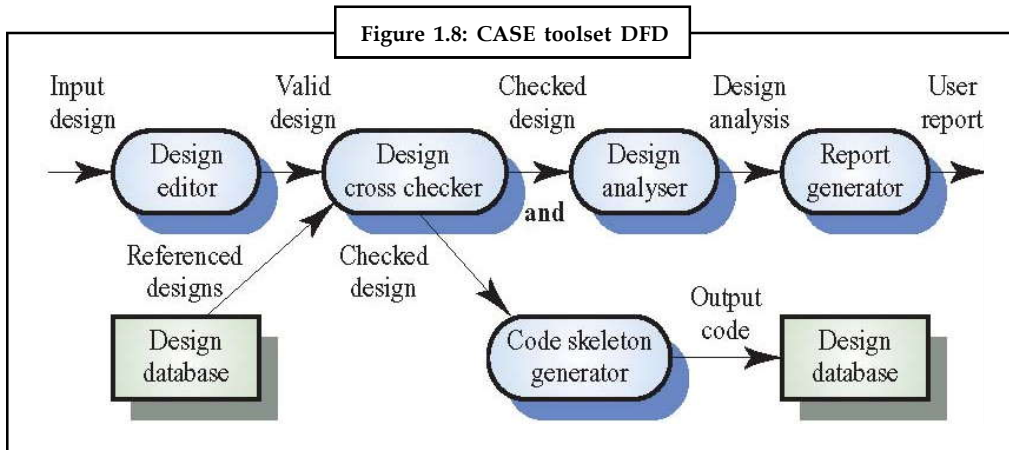 Figure 1.8: CASE toolset DFD
Input
design
Valid
design
Checked
design
Design
analysis
User
report
Design
editor
Design
cross checker
Design
analyser
Report
generator
and
Referenced
designs
Checked
design
Output
code
Design
database
Code skeleton
generator
Design
database